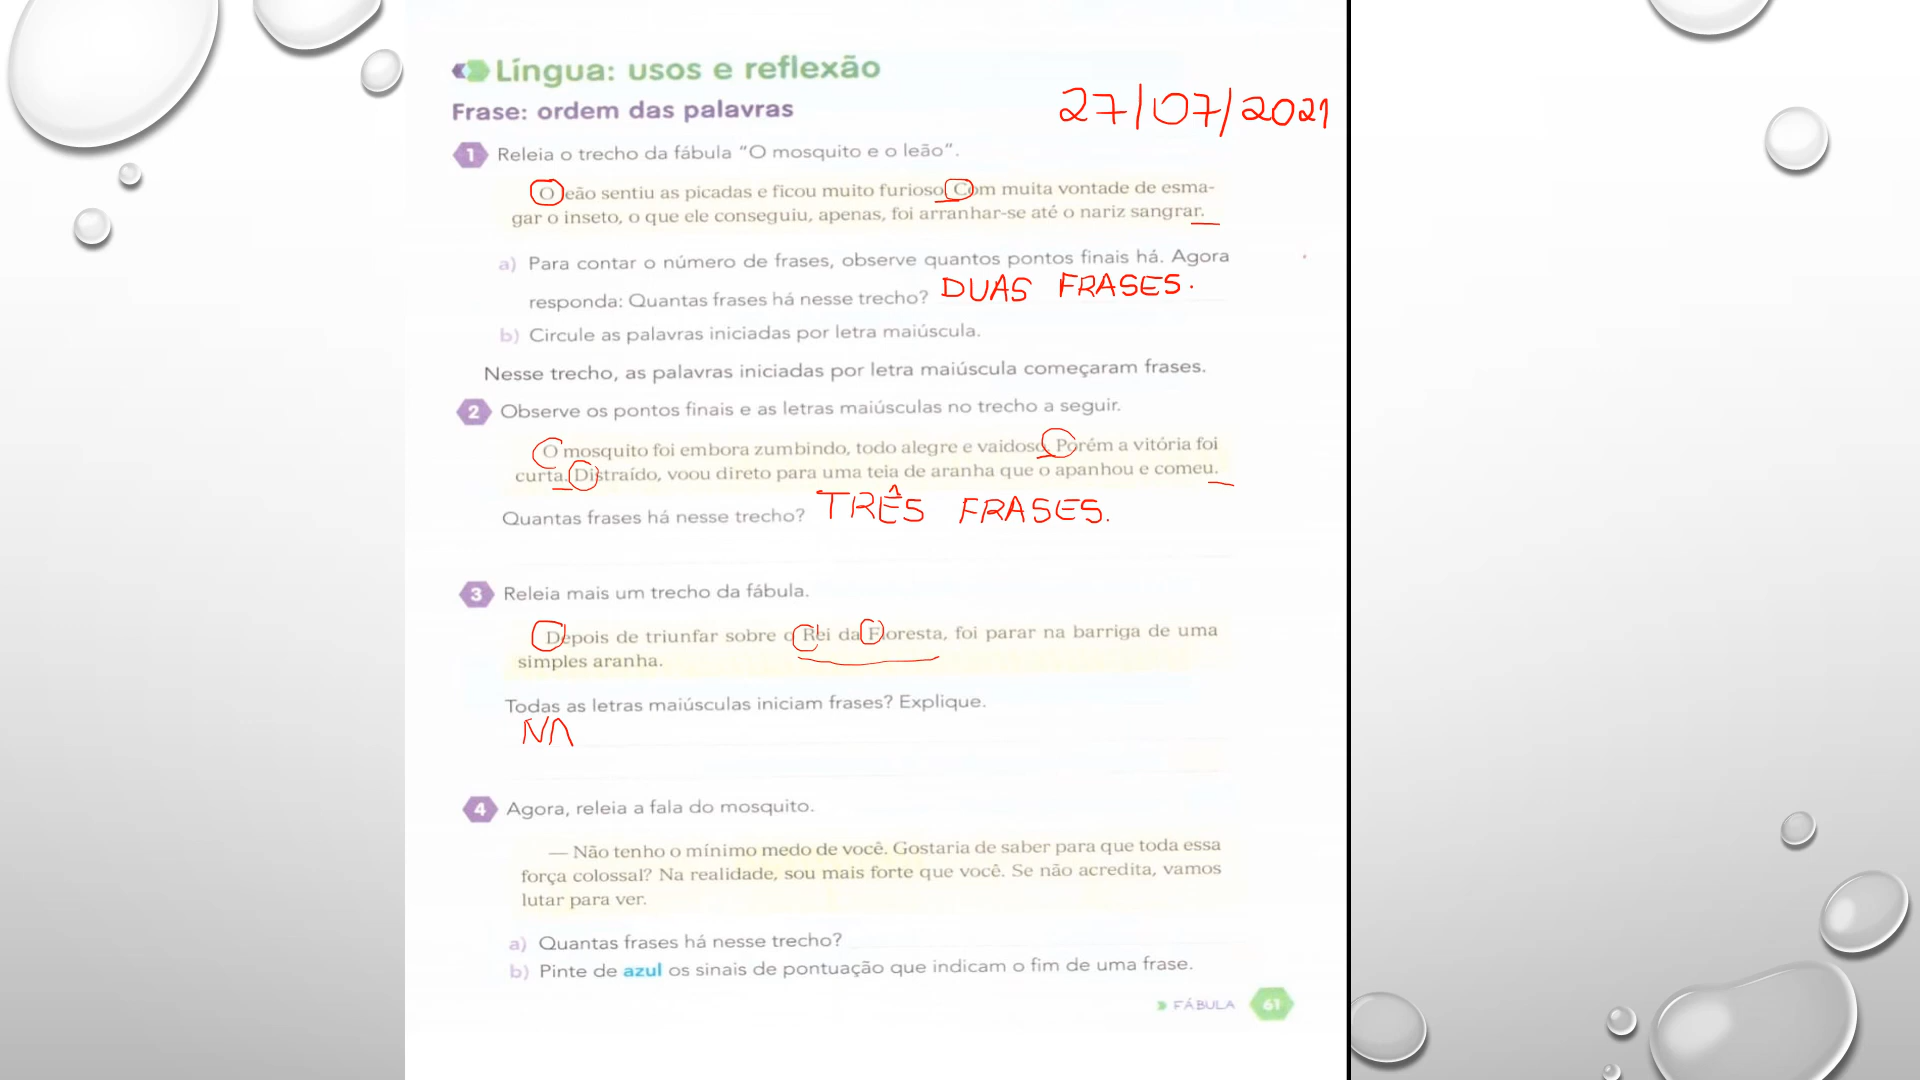 Língua: usos e reflexão
Frase: ordem das palavras
27/07/2021
1 Releia o trecho da fábula “O mosquito e o leão”.
O eão sentiu as picadas e ficou muito furioso. Com muita vontade de esma-
gar o inseto, o que ele conseguiu, apenas, foi arranhar-se até o nariz sangrar.
a) Para contar o número de frases, observe quantos pontos finais há. Agora
responda: Quantas frases há nesse trecho? DUAS FRASES.
b) Circule as palavras iniciadas por letra maiúscula.
Nesse trecho, as palavras iniciadas por letra maiúscula começaram frases.
2 Observe os pontos finais e as letras maiúsculas no trecho a seguir.
O mosquito foi embora zumbindo, todo alegre e vaidoso. Porém a vitória foi
curta. Distraído, voou direto para uma teia de aranha que o apanhou e comeu.
Quantas frases há nesse trecho? TRÊS FRASES.
3 Releia mais um trecho da fábula.
Depois de triunfar sobre o Rei da Floresta, foi parar na barriga de uma
simples aranha.
Todas as letras maiúsculas iniciam frases? Explique.
4 Agora, releia a fala do mosquito.
— Não tenho o mínimo medo de você. Gostaria de saber para que toda essa
força colossal? Na realidade, sou mais forte que você. Se não acredita, vamos
lutar para ver.
a) Quantas frases há nesse trecho?
b) Pinte de azul os sinais de pontuação que indicam o fim de uma frase.
FÁBULA 61